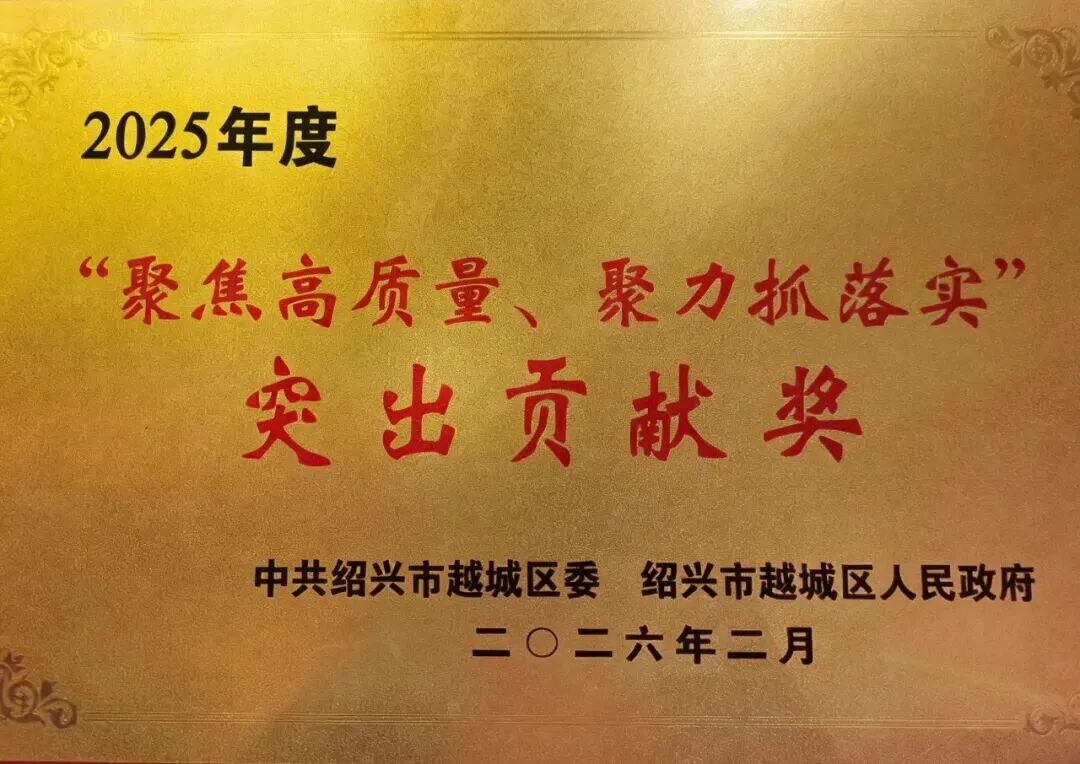 2025年度
“聚焦高质量、聚力抓落实”
突出贡献奖
中共绍兴市越城区委 绍兴市越城区人民政府
二〇二六年二月